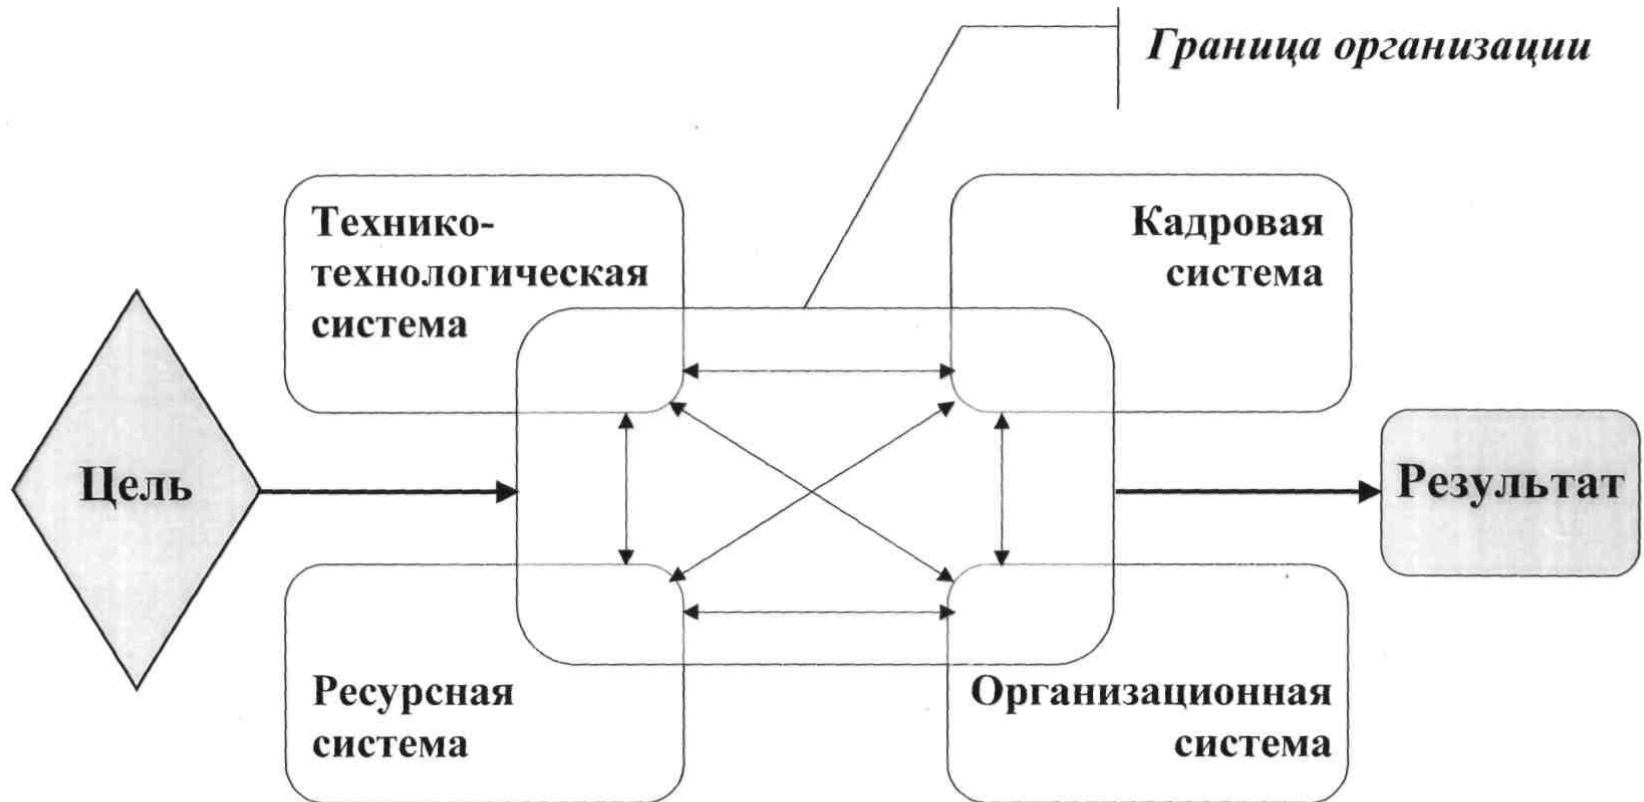 Граница организации
Технико-
технологическая
система
Кадровая
система
Цель
Результат
Ресурсная
система
Организационная
система